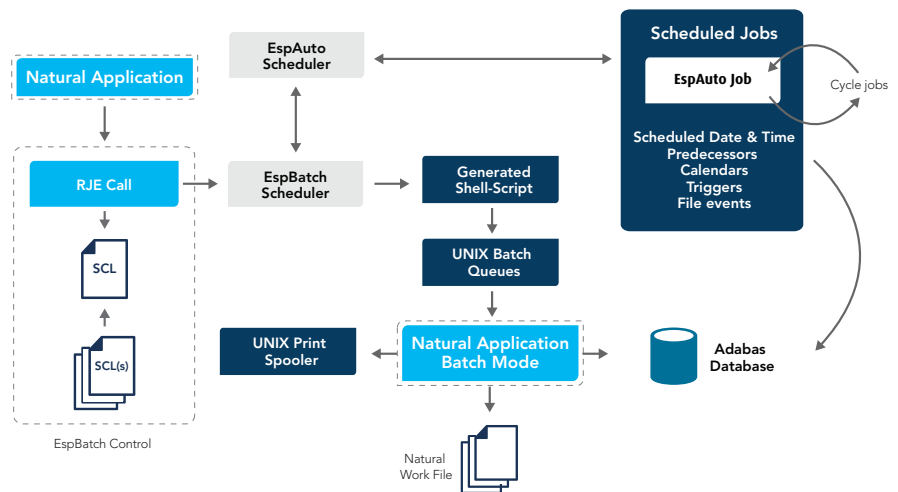 Natural Application
RJE Call
SCL
SCL(s)
EspBatch Control
EspAuto
Scheduler
EspBatch
Scheduler
Generated
Shell-Script
UNIX Batch
Queues
UNIX Print
Spooler
Natural Application
Batch Mode
Natural
Work File
Scheduled Jobs
EspAuto Job
Cycle jobs
Scheduled Date & Time
Predecessors
Calendars
Triggers
File events
Adabas
Database